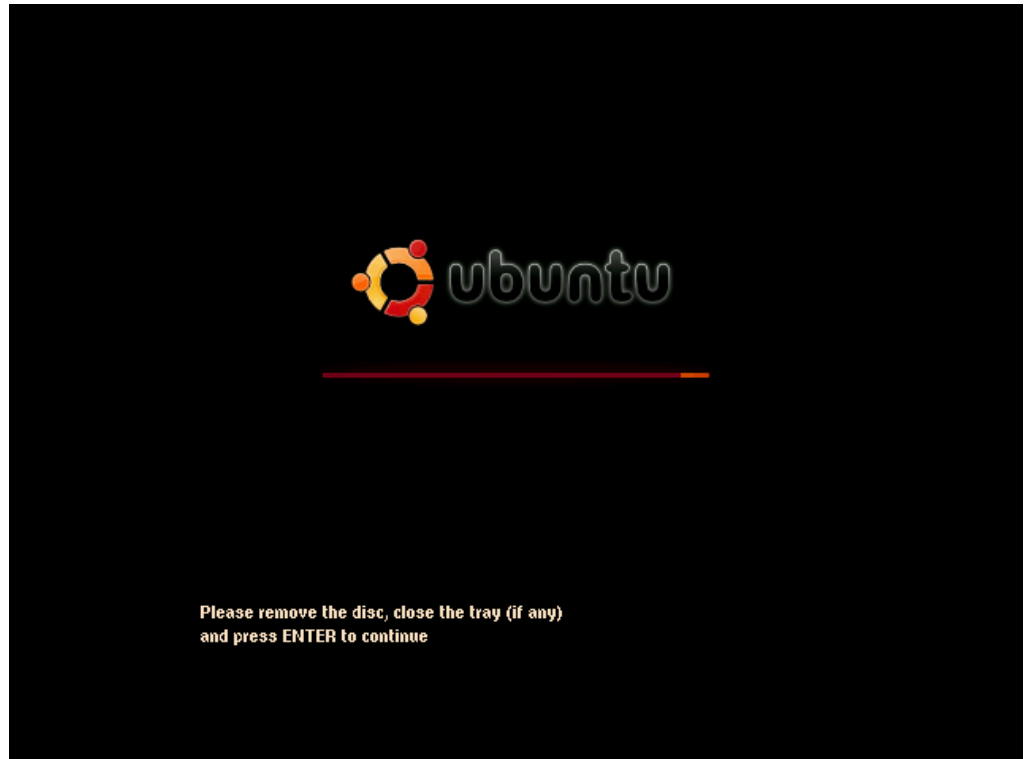 ubuntu
Please remove the disc, close the tray (if any)
and press ENTER to continue